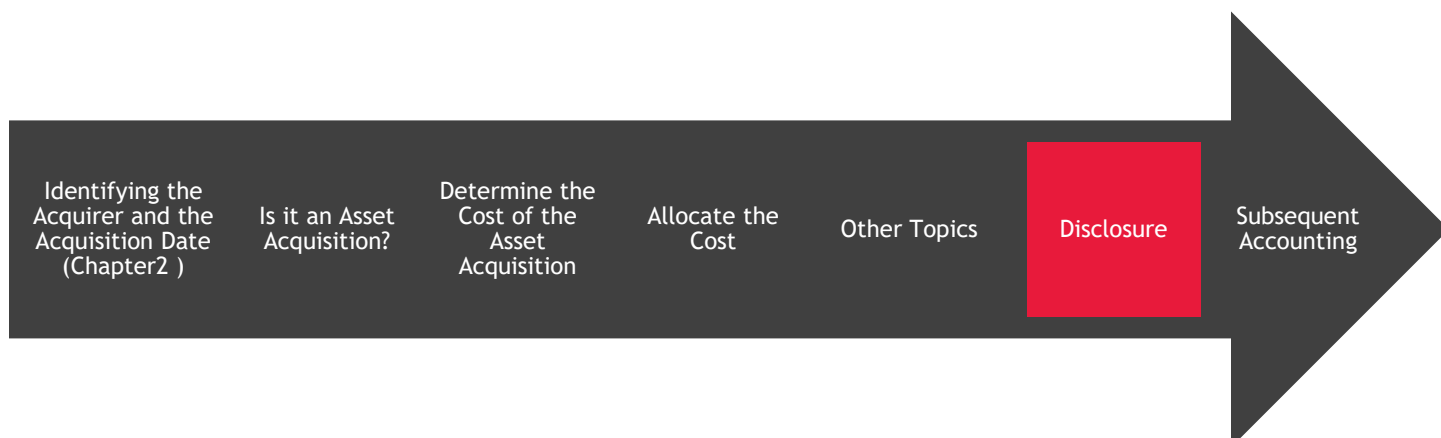 Identifying the
Acquirer and the
Acquisition Date
(Chapter2 )
Is it an Asset
Acquisition?
Determine the
Cost of the
Asset
Acquisition
Allocate the
Cost
Other Topics
Disclosure
Subsequent
Accounting